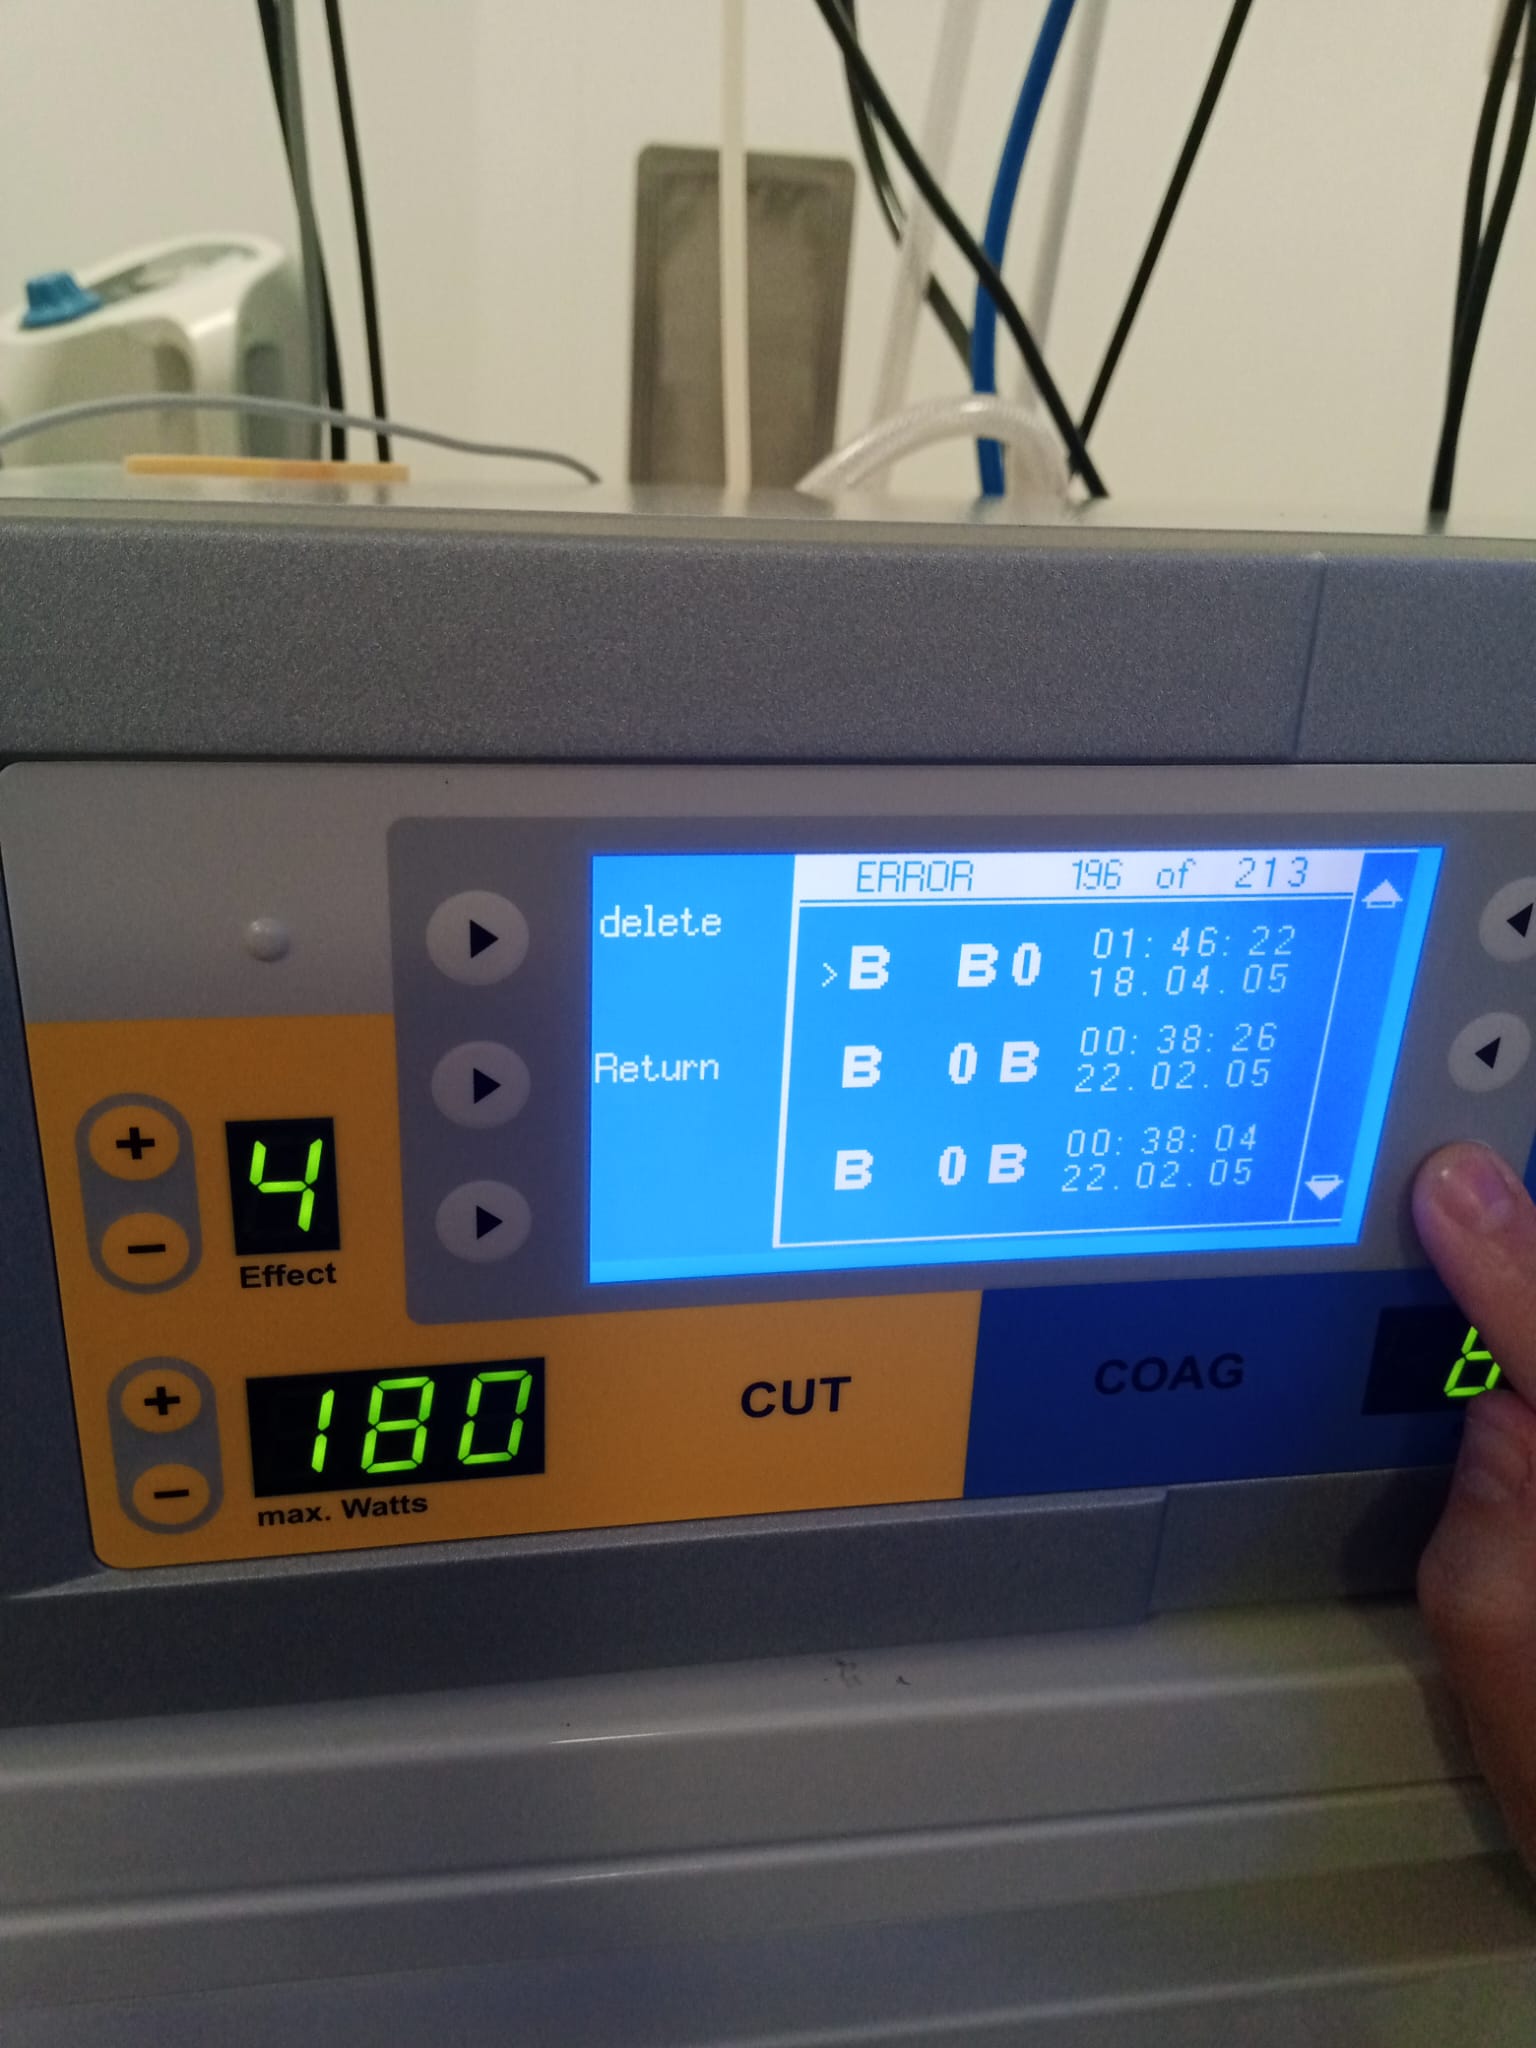 ERROR 196 of 213
delete
>B B0 01:46:22
18.04.05
Return
B 0B 00:38:26
22.02.05
B 0B 00:38:04
22.02.05
+
4
-
Effect
+
180
-
max. Watts
CUT
COAG